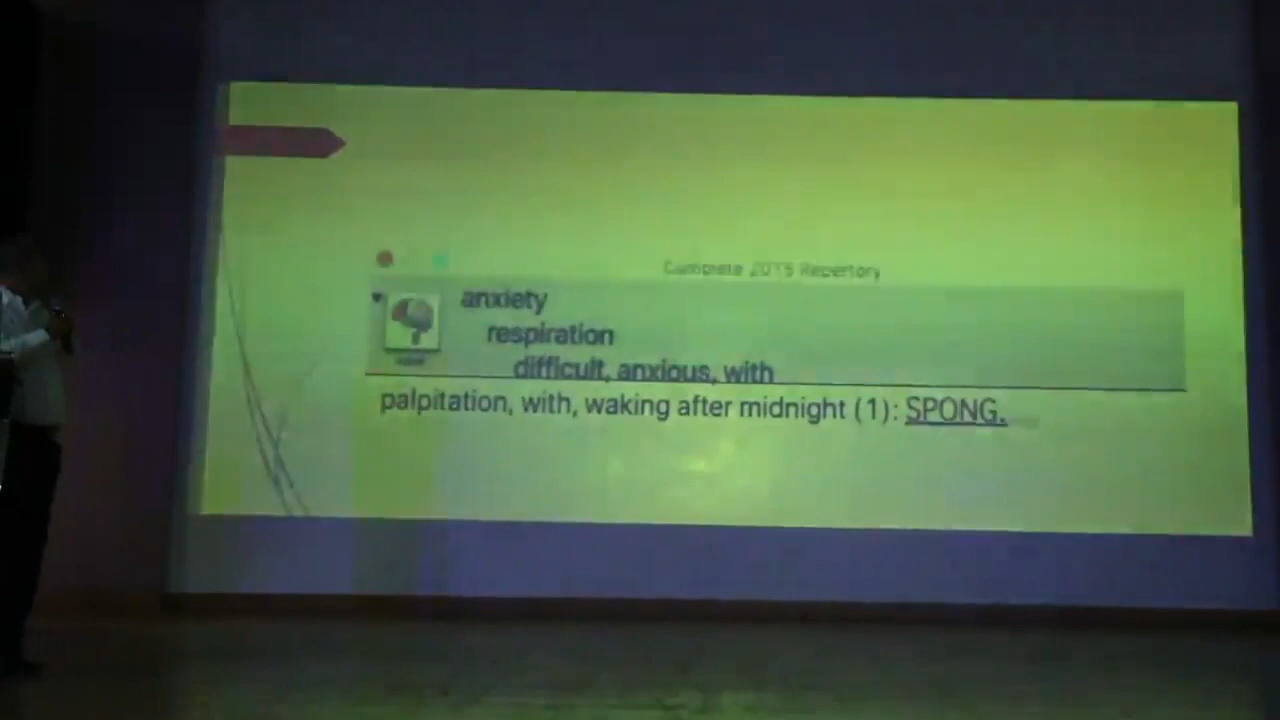 Complete 2015 Repertory
anxiety
respiration
difficult, anxious, with
palpitation, with, waking after midnight (1): SPONG.